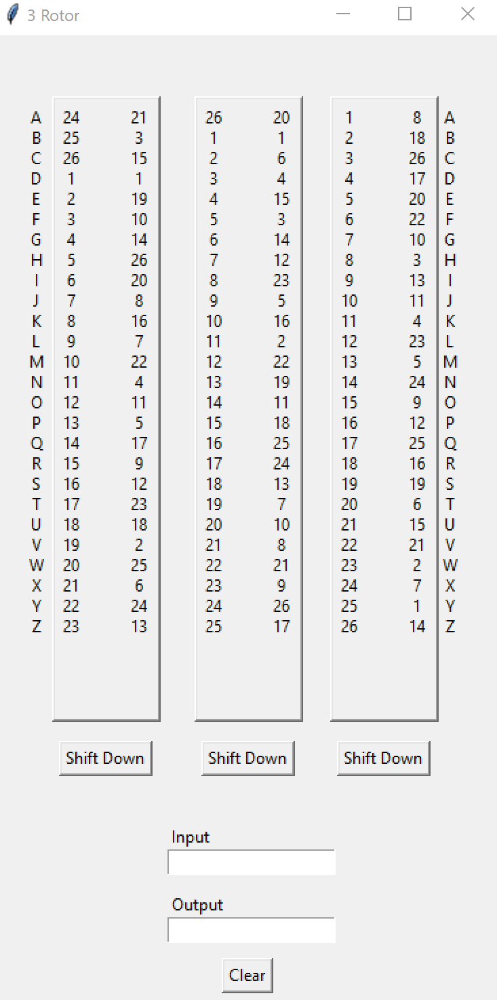 3 Rotor
A 24 21 26 20 1 8 A
B 25 3 1 1 2 18 B
C 26 15 2 6 3 26 C
D 1 1 3 4 4 17 D
E 2 19 4 15 5 20 E
F 3 10 5 3 6 22 F
G 4 14 6 14 7 10 G
H 5 26 7 12 8 3 H
I 6 20 8 23 9 13 I
J 7 8 9 5 10 11 J
K 8 16 10 16 11 4 K
L 9 7 11 2 12 23 L
M 10 22 12 22 13 5 M
N 11 4 13 19 14 24 N
O 12 11 14 11 15 9 O
P 13 5 15 18 16 12 P
Q 14 17 16 25 17 25 Q
R 15 9 17 24 18 16 R
S 16 12 18 13 19 19 S
T 17 23 19 7 20 6 T
U 18 18 20 10 21 15 U
V 19 2 21 8 22 21 V
W 20 25 22 21 23 2 W
X 21 6 23 9 24 7 X
Y 22 24 24 26 25 1 Y
Z 23 13 25 17 26 14 Z
Shift Down Shift Down Shift Down
Input
Output
Clear